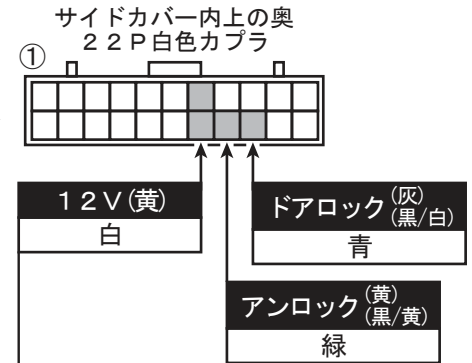 サイドカバー内上の奥
２２Ｐ白色カプラ
①
１２Ｖ(黄)
白
ドアロック(灰)(黒/白)
青
アンロック(黄)(黒/黄)
緑